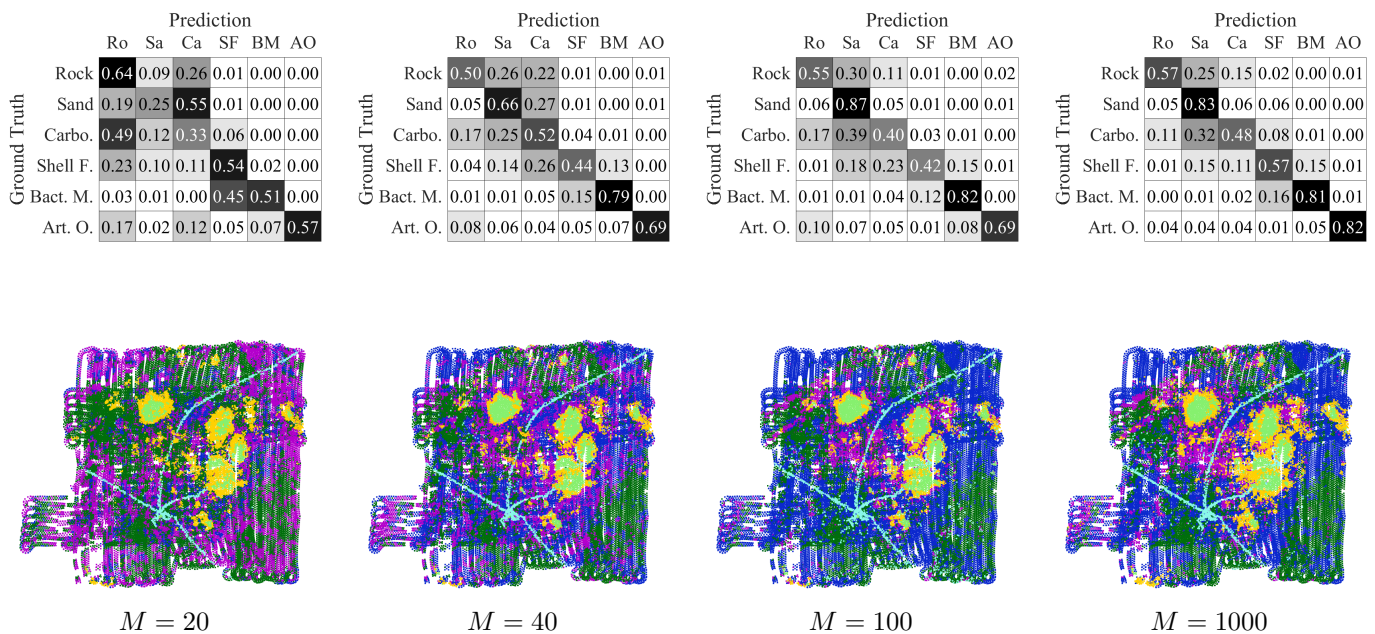 Prediction
Ro Sa Ca SF BM AO
Ground Truth
Rock 0.64 0.09 0.26 0.01 0.00 0.00
Sand 0.19 0.25 0.55 0.01 0.00 0.00
Carbo. 0.49 0.12 0.33 0.06 0.00 0.00
Shell F. 0.23 0.10 0.11 0.54 0.02 0.00
Bact. M. 0.03 0.01 0.00 0.45 0.51 0.00
Art. O. 0.17 0.02 0.12 0.05 0.07 0.57
Prediction
Ro Sa Ca SF BM AO
Ground Truth
Rock 0.50 0.26 0.22 0.01 0.00 0.01
Sand 0.05 0.66 0.27 0.01 0.00 0.01
Carbo. 0.17 0.25 0.52 0.04 0.01 0.00
Shell F. 0.04 0.14 0.26 0.44 0.13 0.00
Bact. M. 0.01 0.01 0.05 0.15 0.79 0.00
Art. O. 0.08 0.06 0.04 0.05 0.07 0.69
Prediction
Ro Sa Ca SF BM AO
Ground Truth
Rock 0.55 0.30 0.11 0.01 0.00 0.02
Sand 0.06 0.87 0.05 0.01 0.00 0.01
Carbo. 0.17 0.39 0.40 0.03 0.01 0.00
Shell F. 0.01 0.18 0.23 0.42 0.15 0.01
Bact. M. 0.01 0.01 0.04 0.12 0.82 0.00
Art. O. 0.10 0.07 0.05 0.01 0.08 0.69
Prediction
Ro Sa Ca SF BM AO
Ground Truth
Rock 0.57 0.25 0.15 0.02 0.00 0.01
Sand 0.05 0.83 0.06 0.06 0.00 0.00
Carbo. 0.11 0.32 0.48 0.08 0.01 0.00
Shell F. 0.01 0.15 0.11 0.57 0.15 0.01
Bact. M. 0.00 0.01 0.02 0.16 0.81 0.01
Art. O. 0.04 0.04 0.04 0.01 0.05 0.82
M = 20
M = 40
M = 100
M = 1000